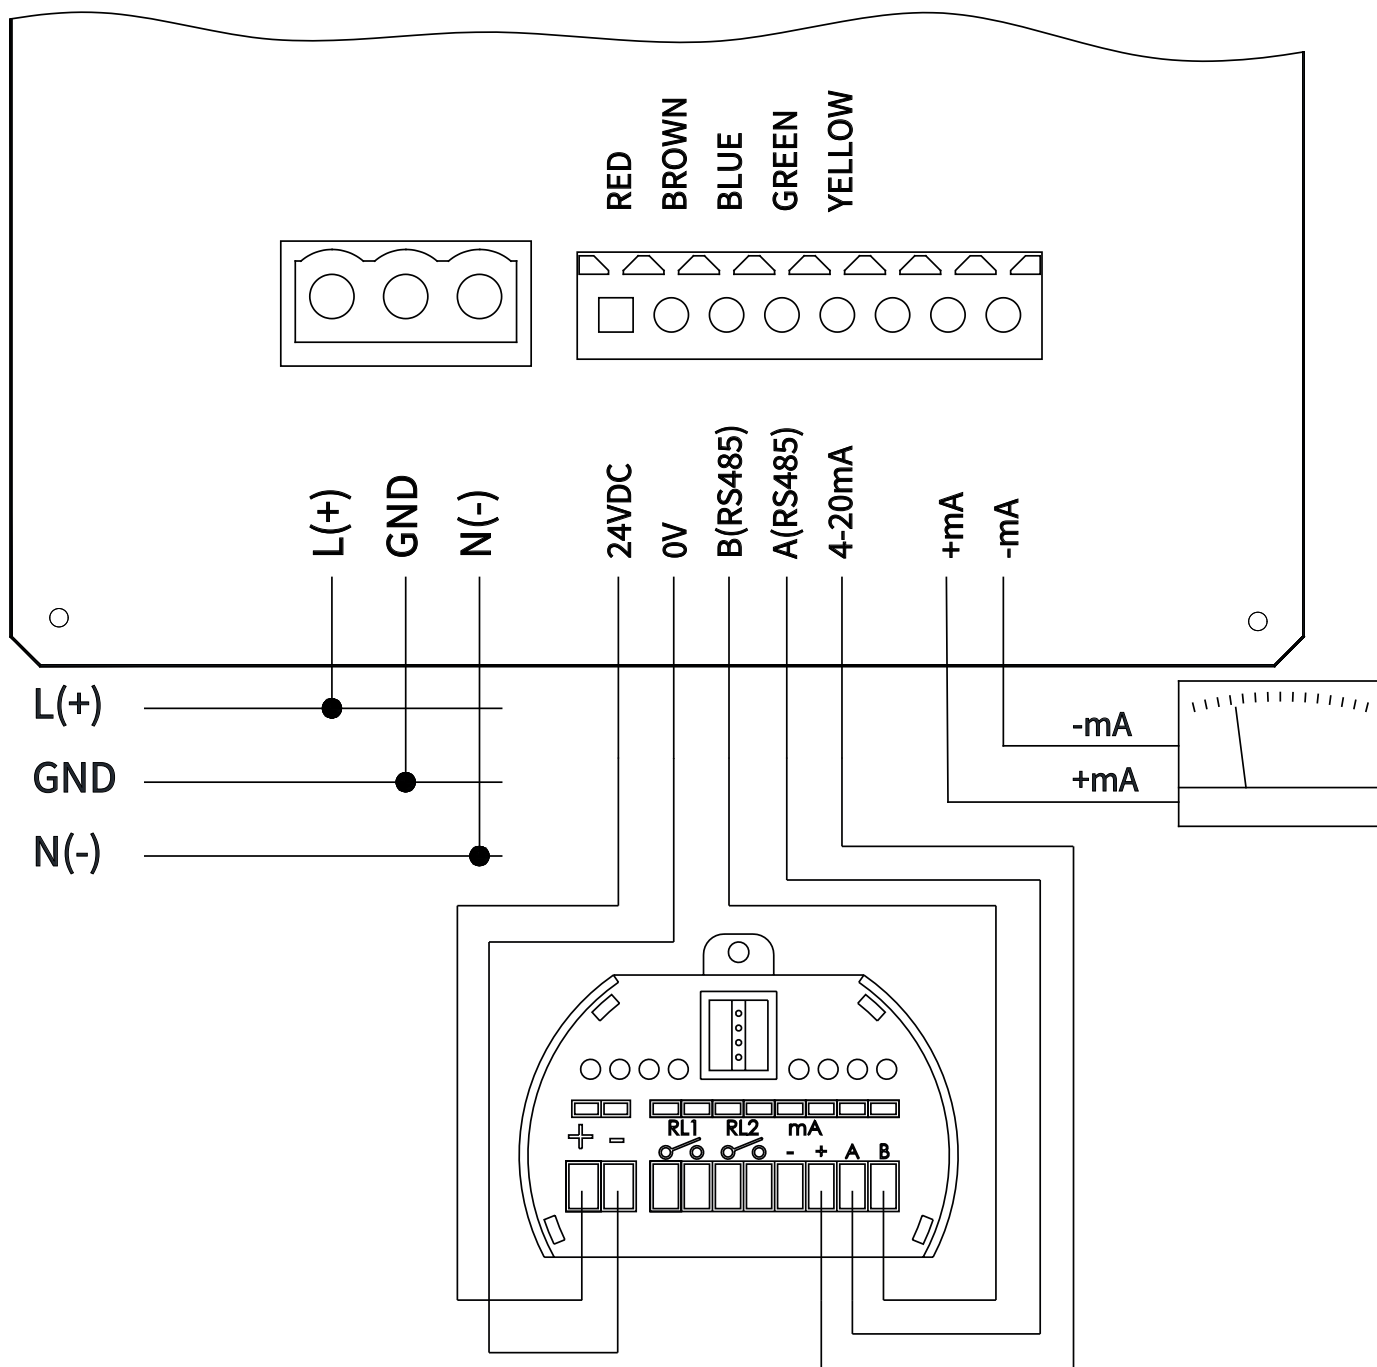 RED
BROWN
BLUE
GREEN
YELLOW
L(+)
GND
N(-)
24VDC
0V
B(RS485)
A(RS485)
4-20mA
+mA
-mA
L(+)
GND
N(-)
-mA
+mA
RL1 RL2 mA
+ - - + A B